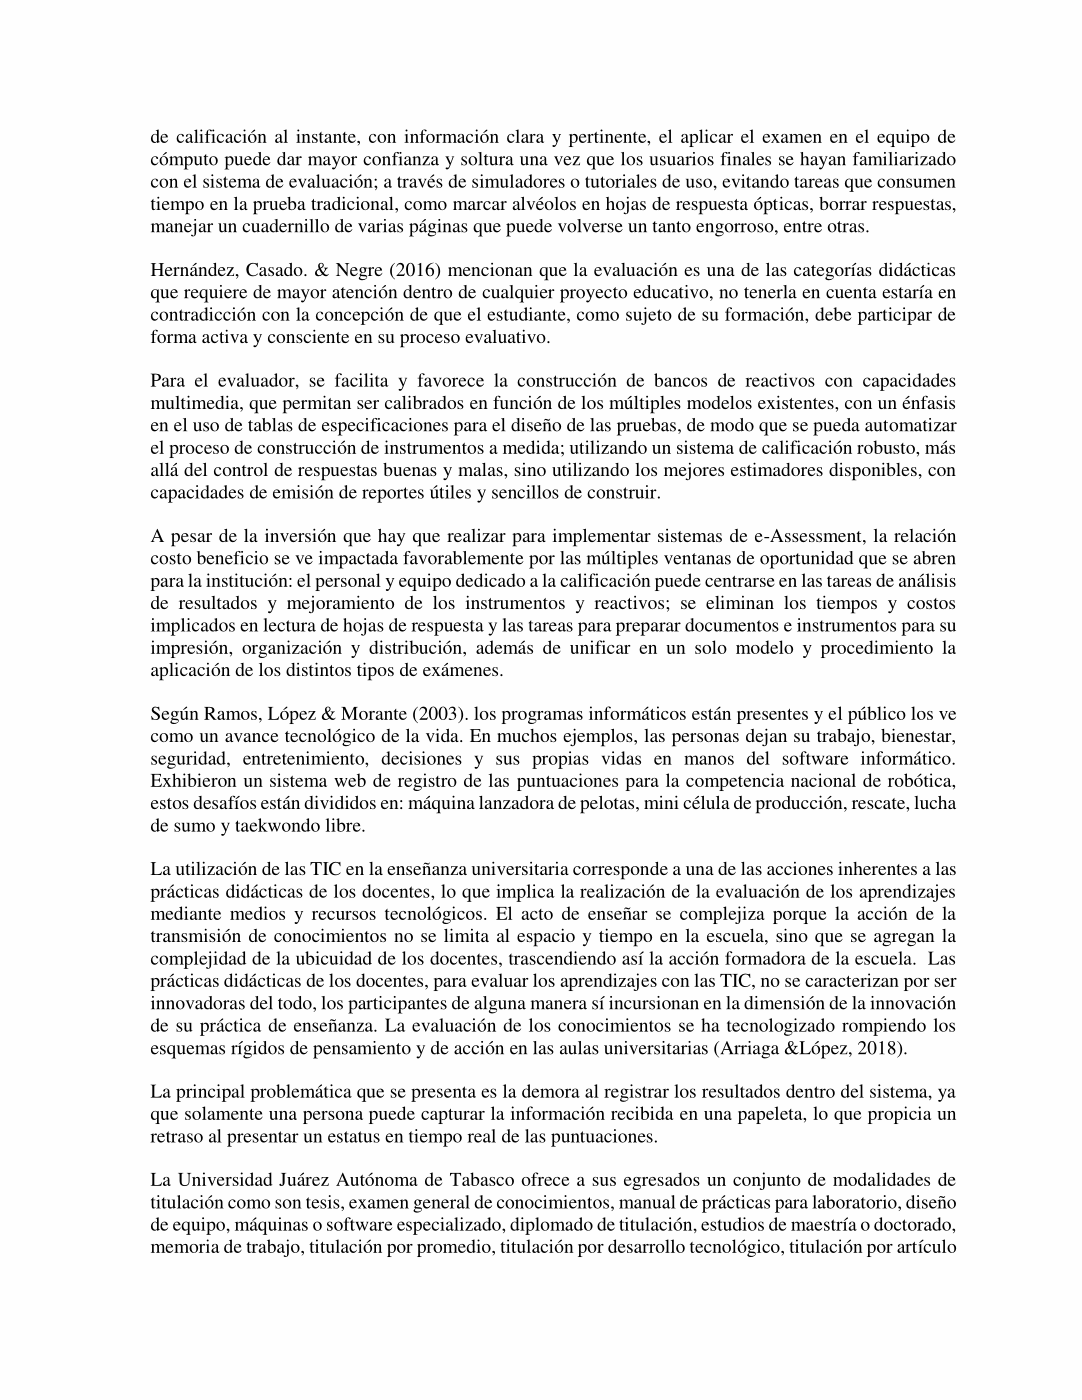 de calificación al instante, con información clara y pertinente, el aplicar el examen en el equipo de
cómputo puede dar mayor confianza y soltura una vez que los usuarios finales se hayan familiarizado
con el sistema de evaluación; a través de simuladores o tutoriales de uso, evitando tareas que consumen
tiempo en la prueba tradicional, como marcar alvéolos en hojas de respuesta ópticas, borrar respuestas,
manejar un cuadernillo de varias páginas que puede volverse un tanto engorroso, entre otras.
Hernández, Casado. & Negre (2016) mencionan que la evaluación es una de las categorías didácticas
que requiere de mayor atención dentro de cualquier proyecto educativo, no tenerla en cuenta estaría en
contradicción con la concepción de que el estudiante, como sujeto de su formación, debe participar de
forma activa y consciente en su proceso evaluativo.
Para el evaluador, se facilita y favorece la construcción de bancos de reactivos con capacidades
multimedia, que permitan ser calibrados en función de los múltiples modelos existentes, con un énfasis
en el uso de tablas de especificaciones para el diseño de las pruebas, de modo que se pueda automatizar
el proceso de construcción de instrumentos a medida; utilizando un sistema de calificación robusto, más
allá del control de respuestas buenas y malas, sino utilizando los mejores estimadores disponibles, con
capacidades de emisión de reportes útiles y sencillos de construir.
A pesar de la inversión que hay que realizar para implementar sistemas de e-Assessment, la relación
costo beneficio se ve impactada favorablemente por las múltiples ventanas de oportunidad que se abren
para la institución: el personal y equipo dedicado a la calificación puede centrarse en las tareas de análisis
de resultados y mejoramiento de los instrumentos y reactivos; se eliminan los tiempos y costos
implicados en lectura de hojas de respuesta y las tareas para preparar documentos e instrumentos para su
impresión, organización y distribución, además de unificar en un solo modelo y procedimiento la
aplicación de los distintos tipos de exámenes.
Según Ramos, López & Morante (2003). los programas informáticos están presentes y el público los ve
como un avance tecnológico de la vida. En muchos ejemplos, las personas dejan su trabajo, bienestar,
seguridad, entretenimiento, decisiones y sus propias vidas en manos del software informático.
Exhibieron un sistema web de registro de las puntuaciones para la competencia nacional de robótica,
estos desafíos están divididos en: máquina lanzadora de pelotas, mini célula de producción, rescate, lucha
de sumo y taekwondo libre.
La utilización de las TIC en la enseñanza universitaria corresponde a una de las acciones inherentes a las
prácticas didácticas de los docentes, lo que implica la realización de la evaluación de los aprendizajes
mediante medios y recursos tecnológicos. El acto de enseñar se complejiza porque la acción de la
transmisión de conocimientos no se limita al espacio y tiempo en la escuela, sino que se agregan la
complejidad de la ubicuidad de los docentes, trascendiendo así la acción formadora de la escuela.  Las
prácticas didácticas de los docentes, para evaluar los aprendizajes con las TIC, no se caracterizan por ser
innovadoras del todo, los participantes de alguna manera sí incursionan en la dimensión de la innovación
de su práctica de enseñanza. La evaluación de los conocimientos se ha tecnologizado rompiendo los
esquemas rígidos de pensamiento y de acción en las aulas universitarias (Arriaga &López, 2018).
La principal problemática que se presenta es la demora al registrar los resultados dentro del sistema, ya
que solamente una persona puede capturar la información recibida en una papeleta, lo que propicia un
retraso al presentar un estatus en tiempo real de las puntuaciones.
La Universidad Juárez Autónoma de Tabasco ofrece a sus egresados un conjunto de modalidades de
titulación como son tesis, examen general de conocimientos, manual de prácticas para laboratorio, diseño
de equipo, máquinas o software especializado, diplomado de titulación, estudios de maestría o doctorado,
memoria de trabajo, titulación por promedio, titulación por desarrollo tecnológico, titulación por artículo